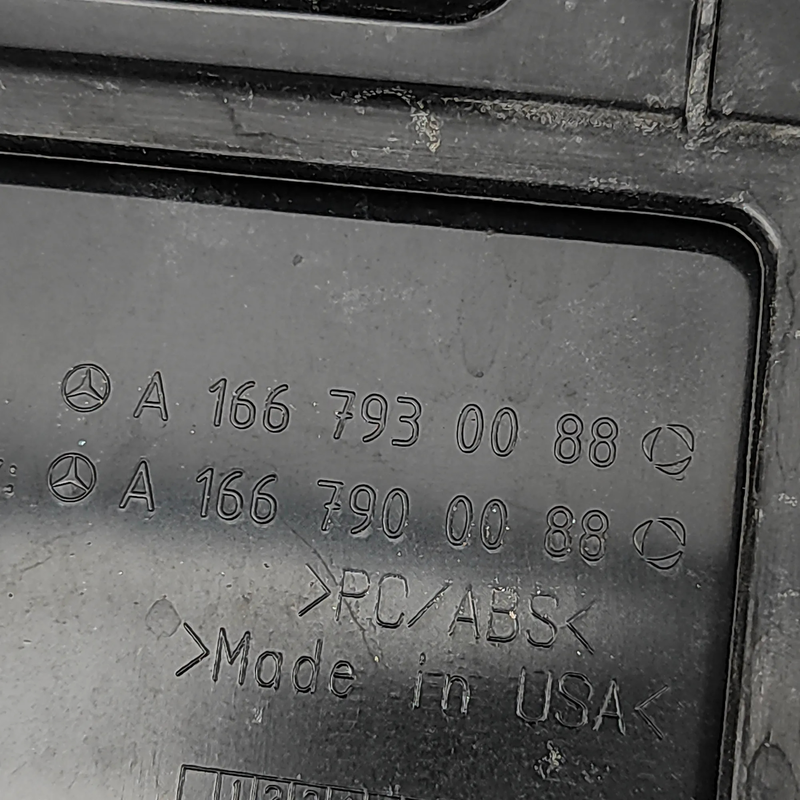 A 166 793 00 88
A 166 790 00 88
>PC/ABS<
>Made in USA<